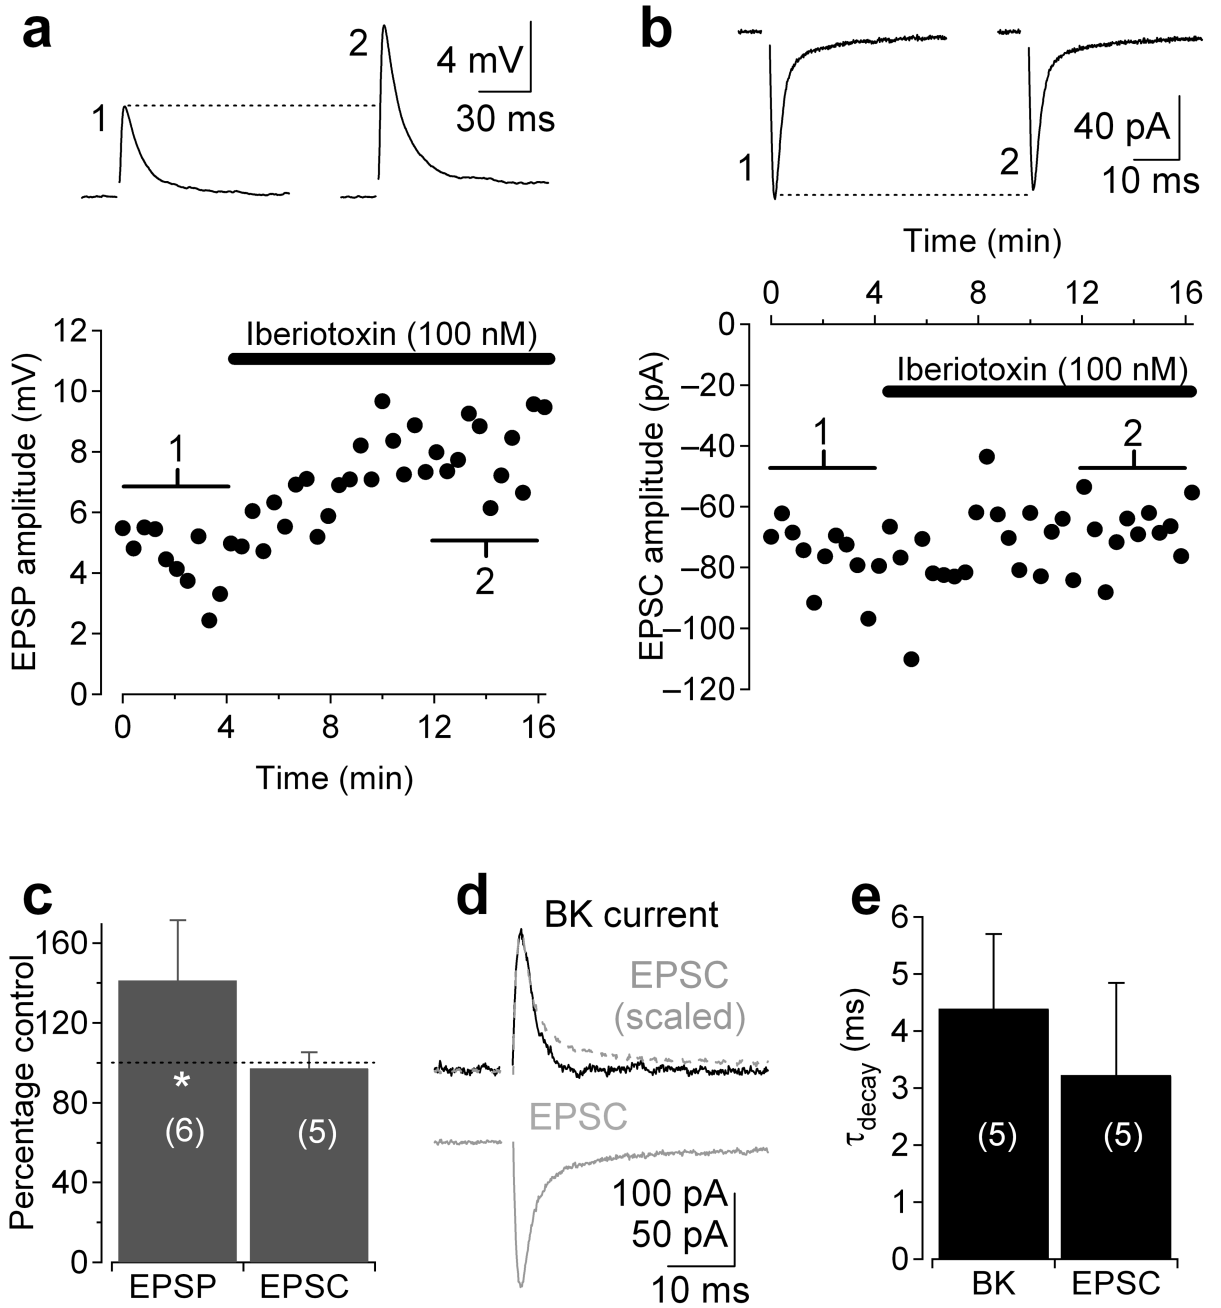 a
1
2
4 mV
30 ms
12
10
8
6
4
2
0
EPSP amplitude (mV)
Iberiotoxin (100 nM)
1
2
0 4 8 12 16
Time (min)
b
1
2
40 pA
10 ms
Time (min)
0 4 8 12 16
0
–20
–40
–60
–80
–100
–120
EPSC amplitude (pA)
Iberiotoxin (100 nM)
1
2
c
160
120
80
40
0
Percentage control
*
(6) (5)
EPSP EPSC
d
BK current
EPSC
(scaled)
EPSC
100 pA
50 pA
10 ms
e
6
5
4
3
2
1
0
τdecay (ms)
(5) (5)
BK EPSC